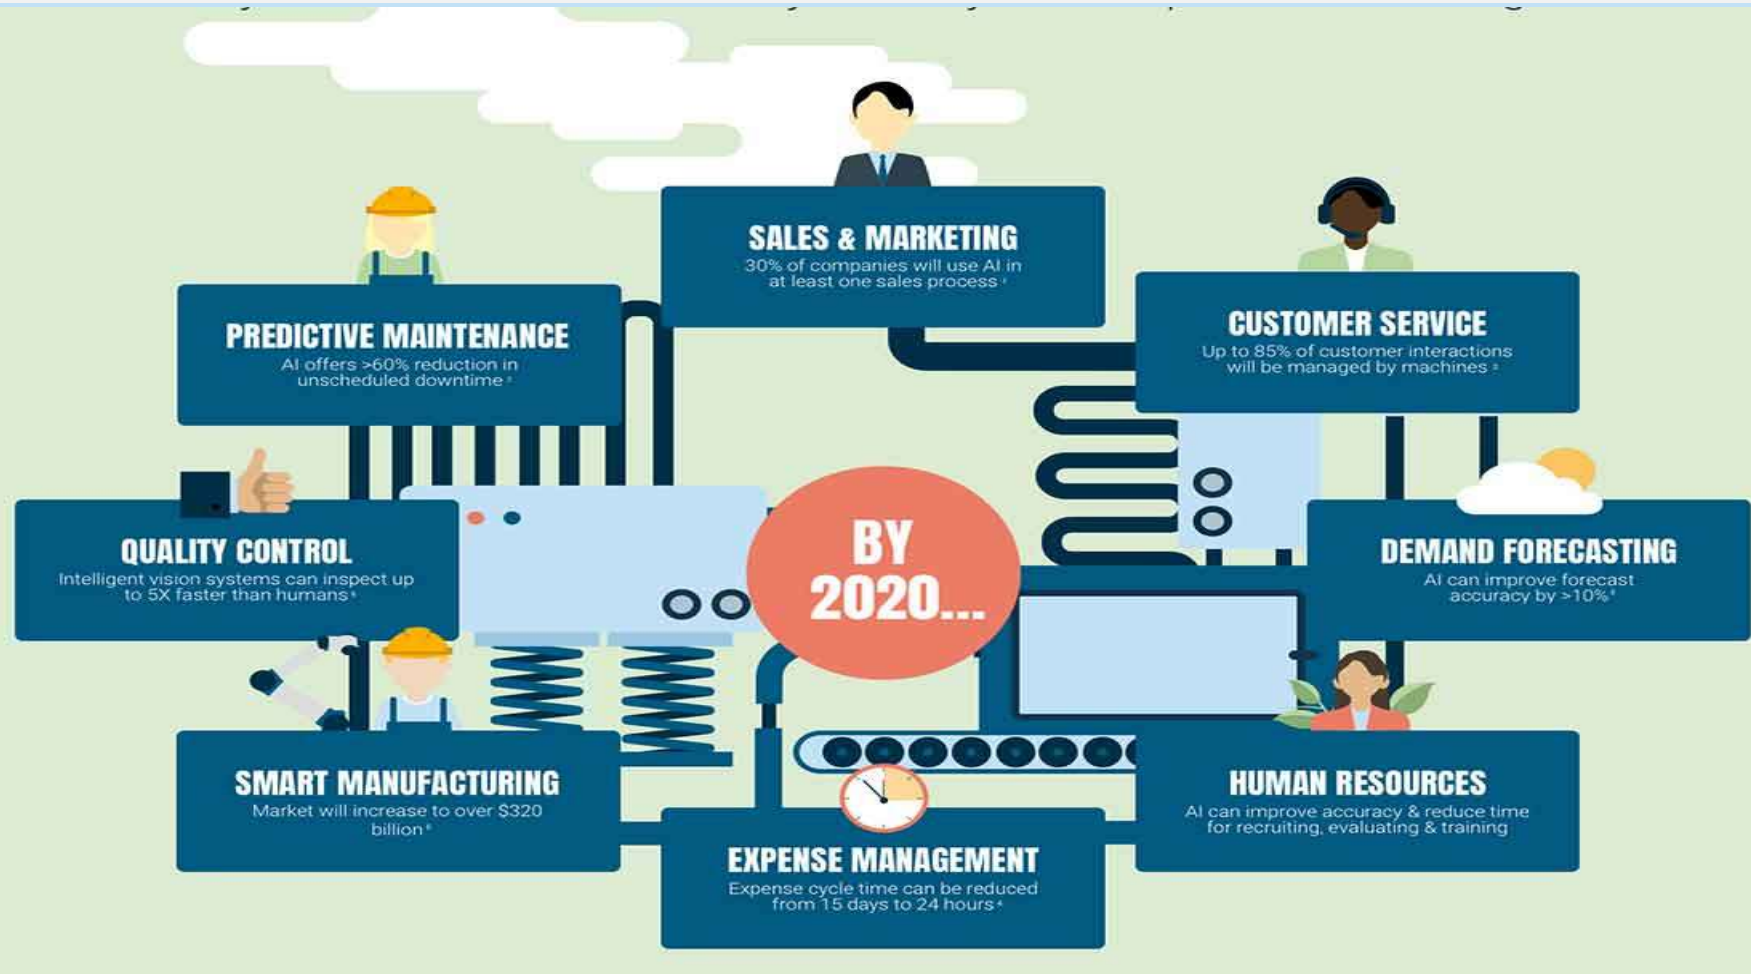 SALES & MARKETING
30% of companies will use AI in
at least one sales process
PREDICTIVE MAINTENANCE
AI offers >60% reduction in
unscheduled downtime
CUSTOMER SERVICE
Up to 85% of customer interactions
will be managed by machines
QUALITY CONTROL
Intelligent vision systems can inspect up
to 5X faster than humans
BY
2020...
DEMAND FORECASTING
AI can improve forecast
accuracy by >10%
SMART MANUFACTURING
Market will increase to over $320
billion
HUMAN RESOURCES
AI can improve accuracy & reduce time
for recruiting, evaluating & training
EXPENSE MANAGEMENT
Expense cycle time can be reduced
from 15 days to 24 hours